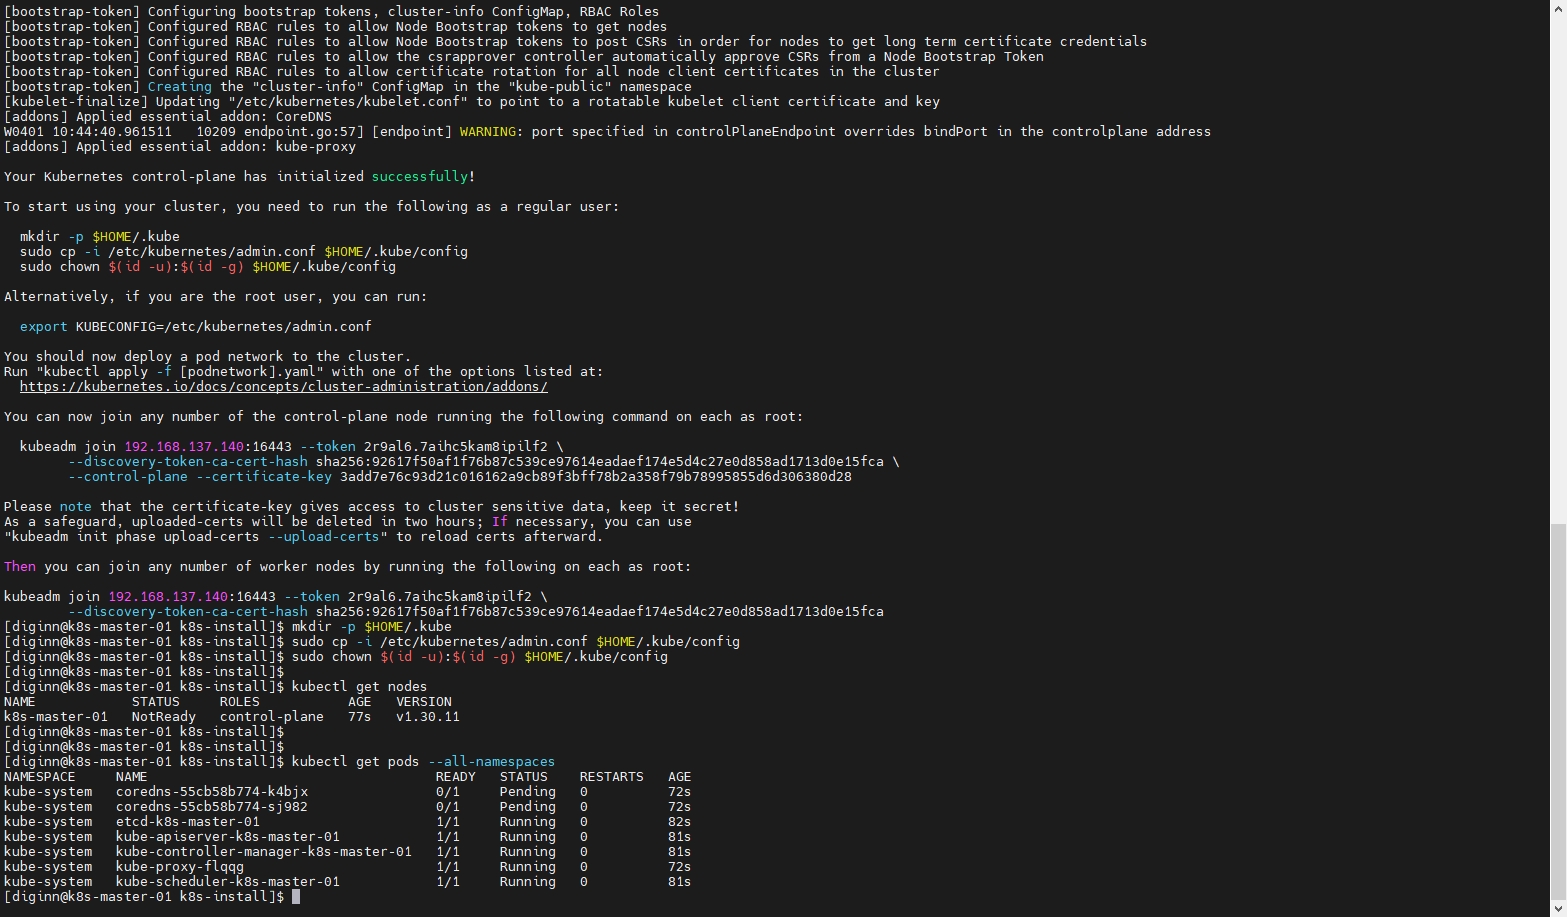 [bootstrap-token] Configuring bootstrap tokens, cluster-info ConfigMap, RBAC Roles
[bootstrap-token] Configured RBAC rules to allow Node Bootstrap tokens to get nodes
[bootstrap-token] Configured RBAC rules to allow Node Bootstrap tokens to post CSRs in order for nodes to get long term certificate credentials
[bootstrap-token] Configured RBAC rules to allow the csrapprover controller automatically approve CSRs from a Node Bootstrap Token
[bootstrap-token] Configured RBAC rules to allow certificate rotation for all node client certificates in the cluster
[bootstrap-token] Creating the "cluster-info" ConfigMap in the "kube-public" namespace
[kubelet-finalize] Updating "/etc/kubernetes/kubelet.conf" to point to a rotatable kubelet client certificate and key
[addons] Applied essential addon: CoreDNS
W0401 10:44:40.961511   10209 endpoint.go:57] [endpoint] WARNING: port specified in controlPlaneEndpoint overrides bindPort in the controlplane address
[addons] Applied essential addon: kube-proxy

Your Kubernetes control-plane has initialized successfully!

To start using your cluster, you need to run the following as a regular user:

  mkdir -p $HOME/.kube
  sudo cp -i /etc/kubernetes/admin.conf $HOME/.kube/config
  sudo chown $(id -u):$(id -g) $HOME/.kube/config

Alternatively, if you are the root user, you can run:

  export KUBECONFIG=/etc/kubernetes/admin.conf

You should now deploy a pod network to the cluster.
Run "kubectl apply -f [podnetwork].yaml" with one of the options listed at:
  https://kubernetes.io/docs/concepts/cluster-administration/addons/

You can now join any number of the control-plane node running the following command on each as root:

  kubeadm join 192.168.137.140:16443 --token 2r9al6.7aihc5kam8ipilf2 \
        --discovery-token-ca-cert-hash sha256:92617f50af1f76b87c539ce97614eadaef174e5d4c27e0d858ad1713d0e15fca \
        --control-plane --certificate-key 3add7e76c93d21c016162a9cb89f3bff78b2a358f79b78995855d6d306380d28

Please note that the certificate-key gives access to cluster sensitive data, keep it secret!
As a safeguard, uploaded-certs will be deleted in two hours; If necessary, you can use
"kubeadm init phase upload-certs --upload-certs" to reload certs afterward.

Then you can join any number of worker nodes by running the following on each as root:

kubeadm join 192.168.137.140:16443 --token 2r9al6.7aihc5kam8ipilf2 \
        --discovery-token-ca-cert-hash sha256:92617f50af1f76b87c539ce97614eadaef174e5d4c27e0d858ad1713d0e15fca
[diginn@k8s-master-01 k8s-install]$ mkdir -p $HOME/.kube
[diginn@k8s-master-01 k8s-install]$ sudo cp -i /etc/kubernetes/admin.conf $HOME/.kube/config
[diginn@k8s-master-01 k8s-install]$ sudo chown $(id -u):$(id -g) $HOME/.kube/config
[diginn@k8s-master-01 k8s-install]$
[diginn@k8s-master-01 k8s-install]$ kubectl get nodes
NAME            STATUS     ROLES           AGE   VERSION
k8s-master-01   NotReady   control-plane   77s   v1.30.11
[diginn@k8s-master-01 k8s-install]$
[diginn@k8s-master-01 k8s-install]$
[diginn@k8s-master-01 k8s-install]$ kubectl get pods --all-namespaces
NAMESPACE     NAME                                    READY   STATUS    RESTARTS   AGE
kube-system   coredns-55cb58b774-k4bjx                0/1     Pending   0          72s
kube-system   coredns-55cb58b774-sj982                0/1     Pending   0          72s
kube-system   etcd-k8s-master-01                      1/1     Running   0          82s
kube-system   kube-apiserver-k8s-master-01            1/1     Running   0          81s
kube-system   kube-controller-manager-k8s-master-01   1/1     Running   0          81s
kube-system   kube-proxy-flqqg                        1/1     Running   0          72s
kube-system   kube-scheduler-k8s-master-01            1/1     Running   0          81s
[diginn@k8s-master-01 k8s-install]$